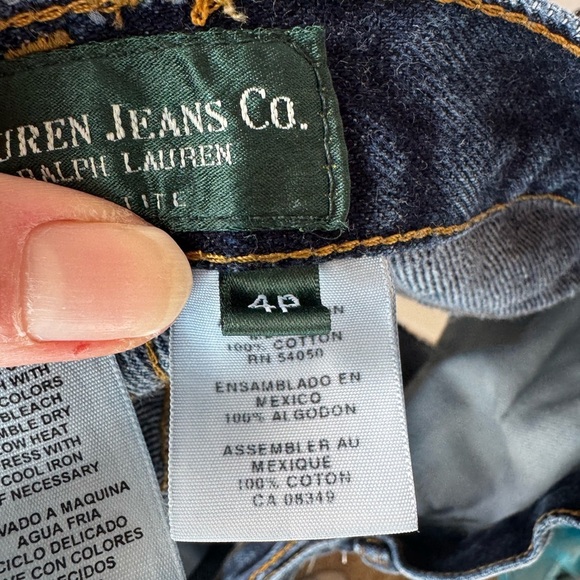 UREN JEANS CO.
RALPH LAUREN
4P
100% COTTON
RN 54050
ENSAMBLADO EN
MEXICO
100% ALGODON
ASSEMBLER AU
MEXIQUE
100% COTON
CA 08349
WITH
COLORS
BLEACH
MBLE DRY
OW HEAT
RESS WITH
COOL IRON
F NECESSARY
VADO A MAQUINA
AGUA FRIA
CICLO DELICADO
VE CON COLORES